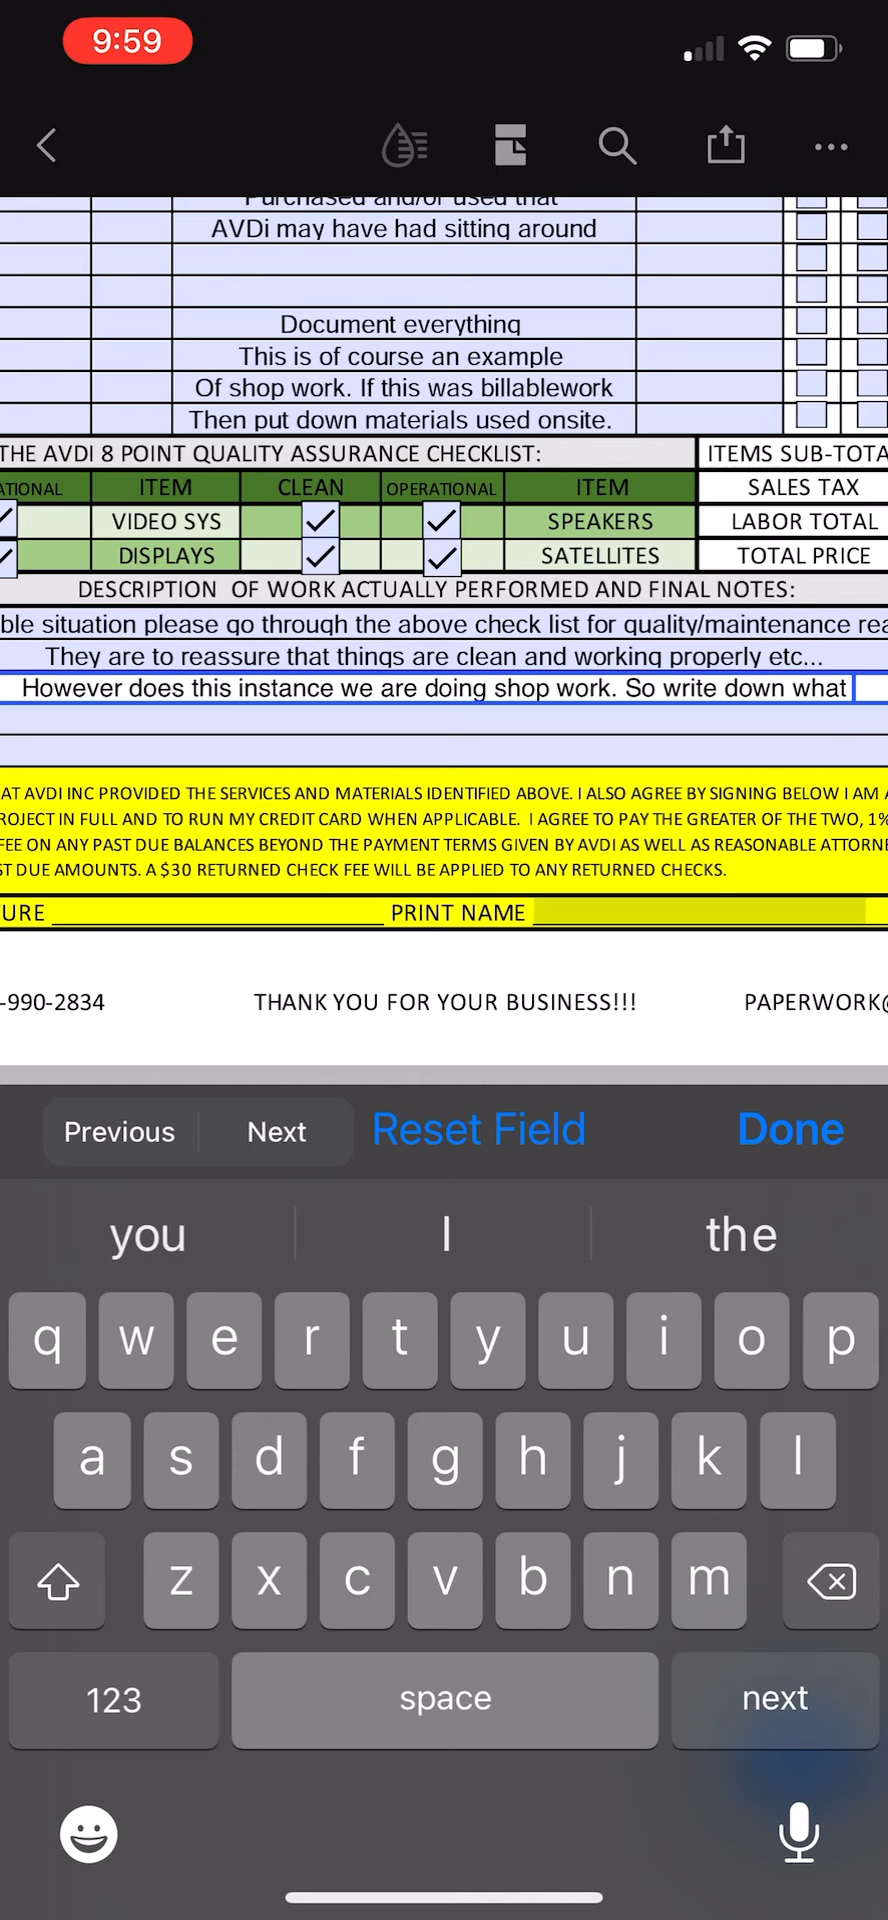 9:59
Purchased and/or used that
AVDi may have had sitting around
Document everything
This is of course an example
Of shop work. If this was billablework
Then put down materials used onsite.
THE AVDI 8 POINT QUALITY ASSURANCE CHECKLIST: ITEMS SUB-TOTA
ATIONAL ITEM CLEAN OPERATIONAL ITEM SALES TAX
VIDEO SYS SPEAKERS LABOR TOTAL
DISPLAYS SATELLITES TOTAL PRICE
DESCRIPTION OF WORK ACTUALLY PERFORMED AND FINAL NOTES:
ble situation please go through the above check list for quality/maintenance rea
They are to reassure that things are clean and working properly etc...
However does this instance we are doing shop work. So write down what
AT AVDI INC PROVIDED THE SERVICES AND MATERIALS IDENTIFIED ABOVE. I ALSO AGREE BY SIGNING BELOW I AM A
ROJECT IN FULL AND TO RUN MY CREDIT CARD WHEN APPLICABLE. I AGREE TO PAY THE GREATER OF THE TWO, 1%
FEE ON ANY PAST DUE BALANCES BEYOND THE PAYMENT TERMS GIVEN BY AVDI AS WELL AS REASONABLE ATTORNE
ST DUE AMOUNTS. A $30 RETURNED CHECK FEE WILL BE APPLIED TO ANY RETURNED CHECKS.
URE PRINT NAME
-990-2834 THANK YOU FOR YOUR BUSINESS!!! PAPERWORK@
Previous Next Reset Field Done
you I the
q w e r t y u i o p
a s d f g h j k l
z x c v b n m
123 space next